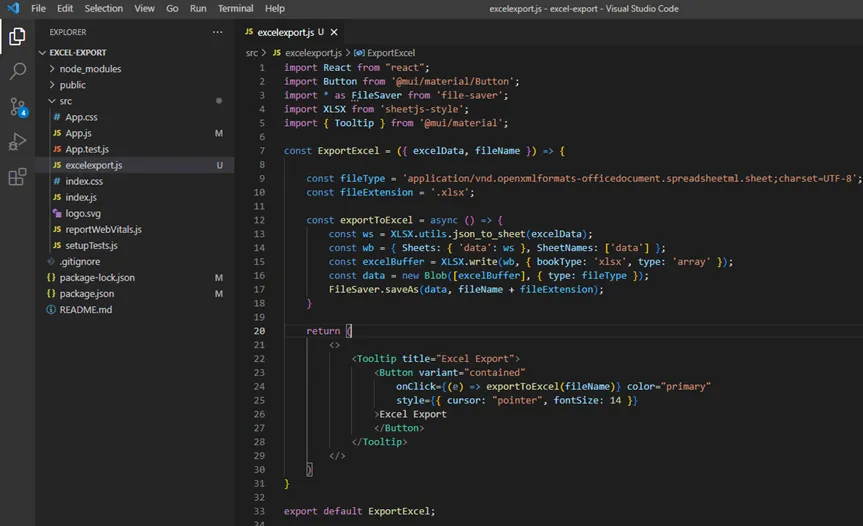 File Edit Selection View Go Run Terminal Help excelexport.js - excel-export - Visual Studio Code
EXPLORER ...
EXCEL-EXPORT
node_modules
public
src
# App.css
JS App.js M
JS App.test.js
JS excelexport.js U
# index.css
JS index.js
logo.svg
JS reportWebVitals.js
JS setupTests.js
.gitignore
{} package-lock.json M
{} package.json M
README.md
4
JS excelexport.js U ×
src > JS excelexport.js > ExportExcel
1 import React from "react";
2 import Button from '@mui/material/Button';
3 import * as FileSaver from 'file-saver';
4 import XLSX from 'sheetjs-style';
5 import { Tooltip } from '@mui/material';
6
7 const ExportExcel = ({ excelData, fileName }) => {
8
9 const fileType = 'application/vnd.openxmlformats-officedocument.spreadsheetml.sheet;charset=UTF-8';
10 const fileExtension = '.xlsx';
11
12 const exportToExcel = async () => {
13 const ws = XLSX.utils.json_to_sheet(excelData);
14 const wb = { Sheets: { 'data': ws }, SheetNames: ['data'] };
15 const excelBuffer = XLSX.write(wb, { bookType: 'xlsx', type: 'array' });
16 const data = new Blob([excelBuffer], { type: fileType });
17 FileSaver.saveAs(data, fileName + fileExtension);
18 }
19
20 return (
21 <>
22 <Tooltip title="Excel Export">
23 <Button variant="contained"
24 onClick={(e) => exportToExcel(fileName)} color="primary"
25 style={{ cursor: "pointer", fontSize: 14 }}
26 >Excel Export
27 </Button>
28 </Tooltip>
29 </>
30 )
31 }
32
33 export default ExportExcel;
34